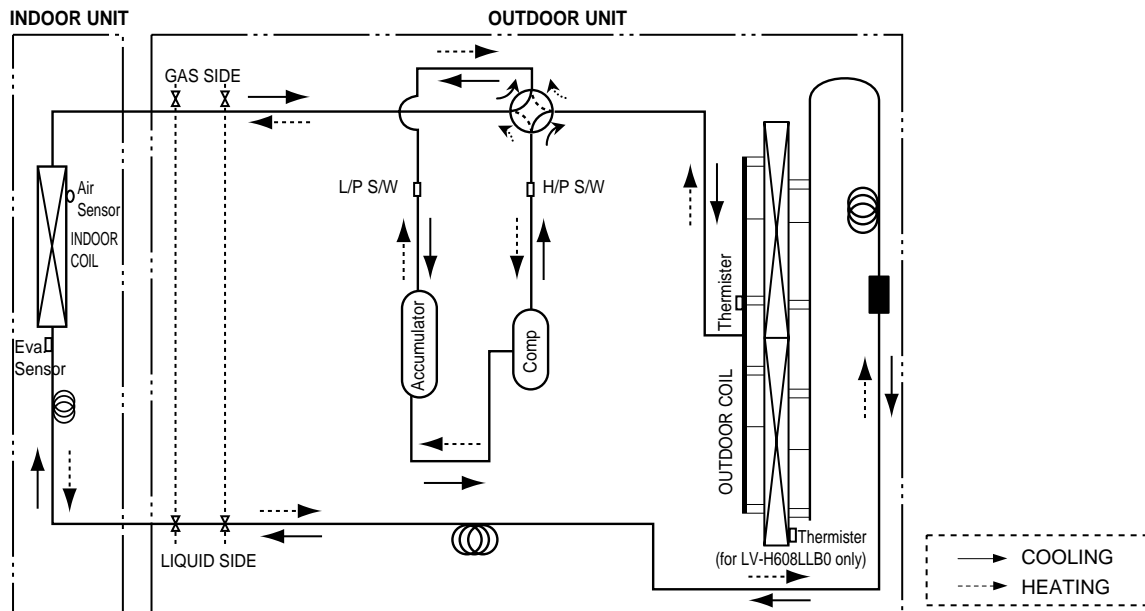 INDOOR UNIT
OUTDOOR UNIT
GAS SIDE
L/P S/W
H/P S/W
Air
Sensor
INDOOR
COIL
Thermister
Accumulator
Comp
Eva.
Sensor
OUTDOOR COIL
LIQUID SIDE
Thermister
(for LV-H608LLB0 only)
COOLING
HEATING